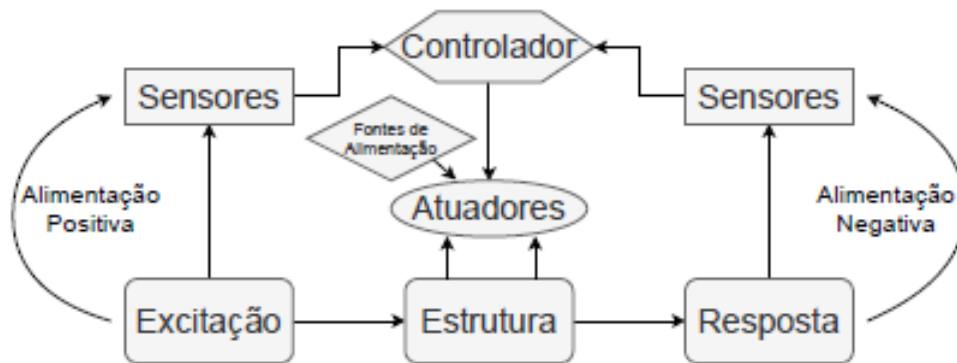 Controlador
Sensores
Sensores
Fontes de
Alimentação
Alimentação
Positiva
Atuadores
Alimentação
Negativa
Excitação
Estrutura
Resposta